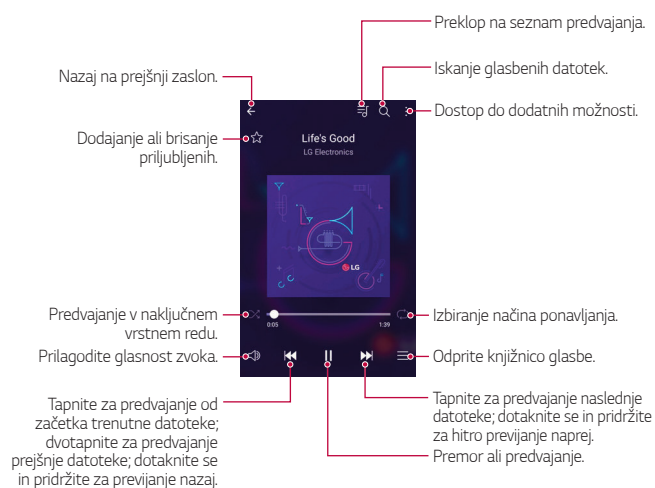 Preklop na seznam predvajanja.
Iskanje glasbenih datotek.
Nazaj na prejšnji zaslon.
Dostop do dodatnih možnosti.
Dodajanje ali brisanje
priljubljenih.
Life's Good
LG Electronics
LG
Predvajanje v naključnem
vrstnem redu.
0:05
1:39
Izbiranje načina ponavljanja.
Prilagodite glasnost zvoka.
Odprite knjižnico glasbe.
Tapnite za predvajanje od
začetka trenutne datoteke;
dvotapnite za predvajanje
prejšnje datoteke; dotaknite se
in pridržite za previjanje nazaj.
Tapnite za predvajanje naslednje
datoteke; dotaknite se in pridržite
za hitro previjanje naprej.
Premor ali predvajanje.